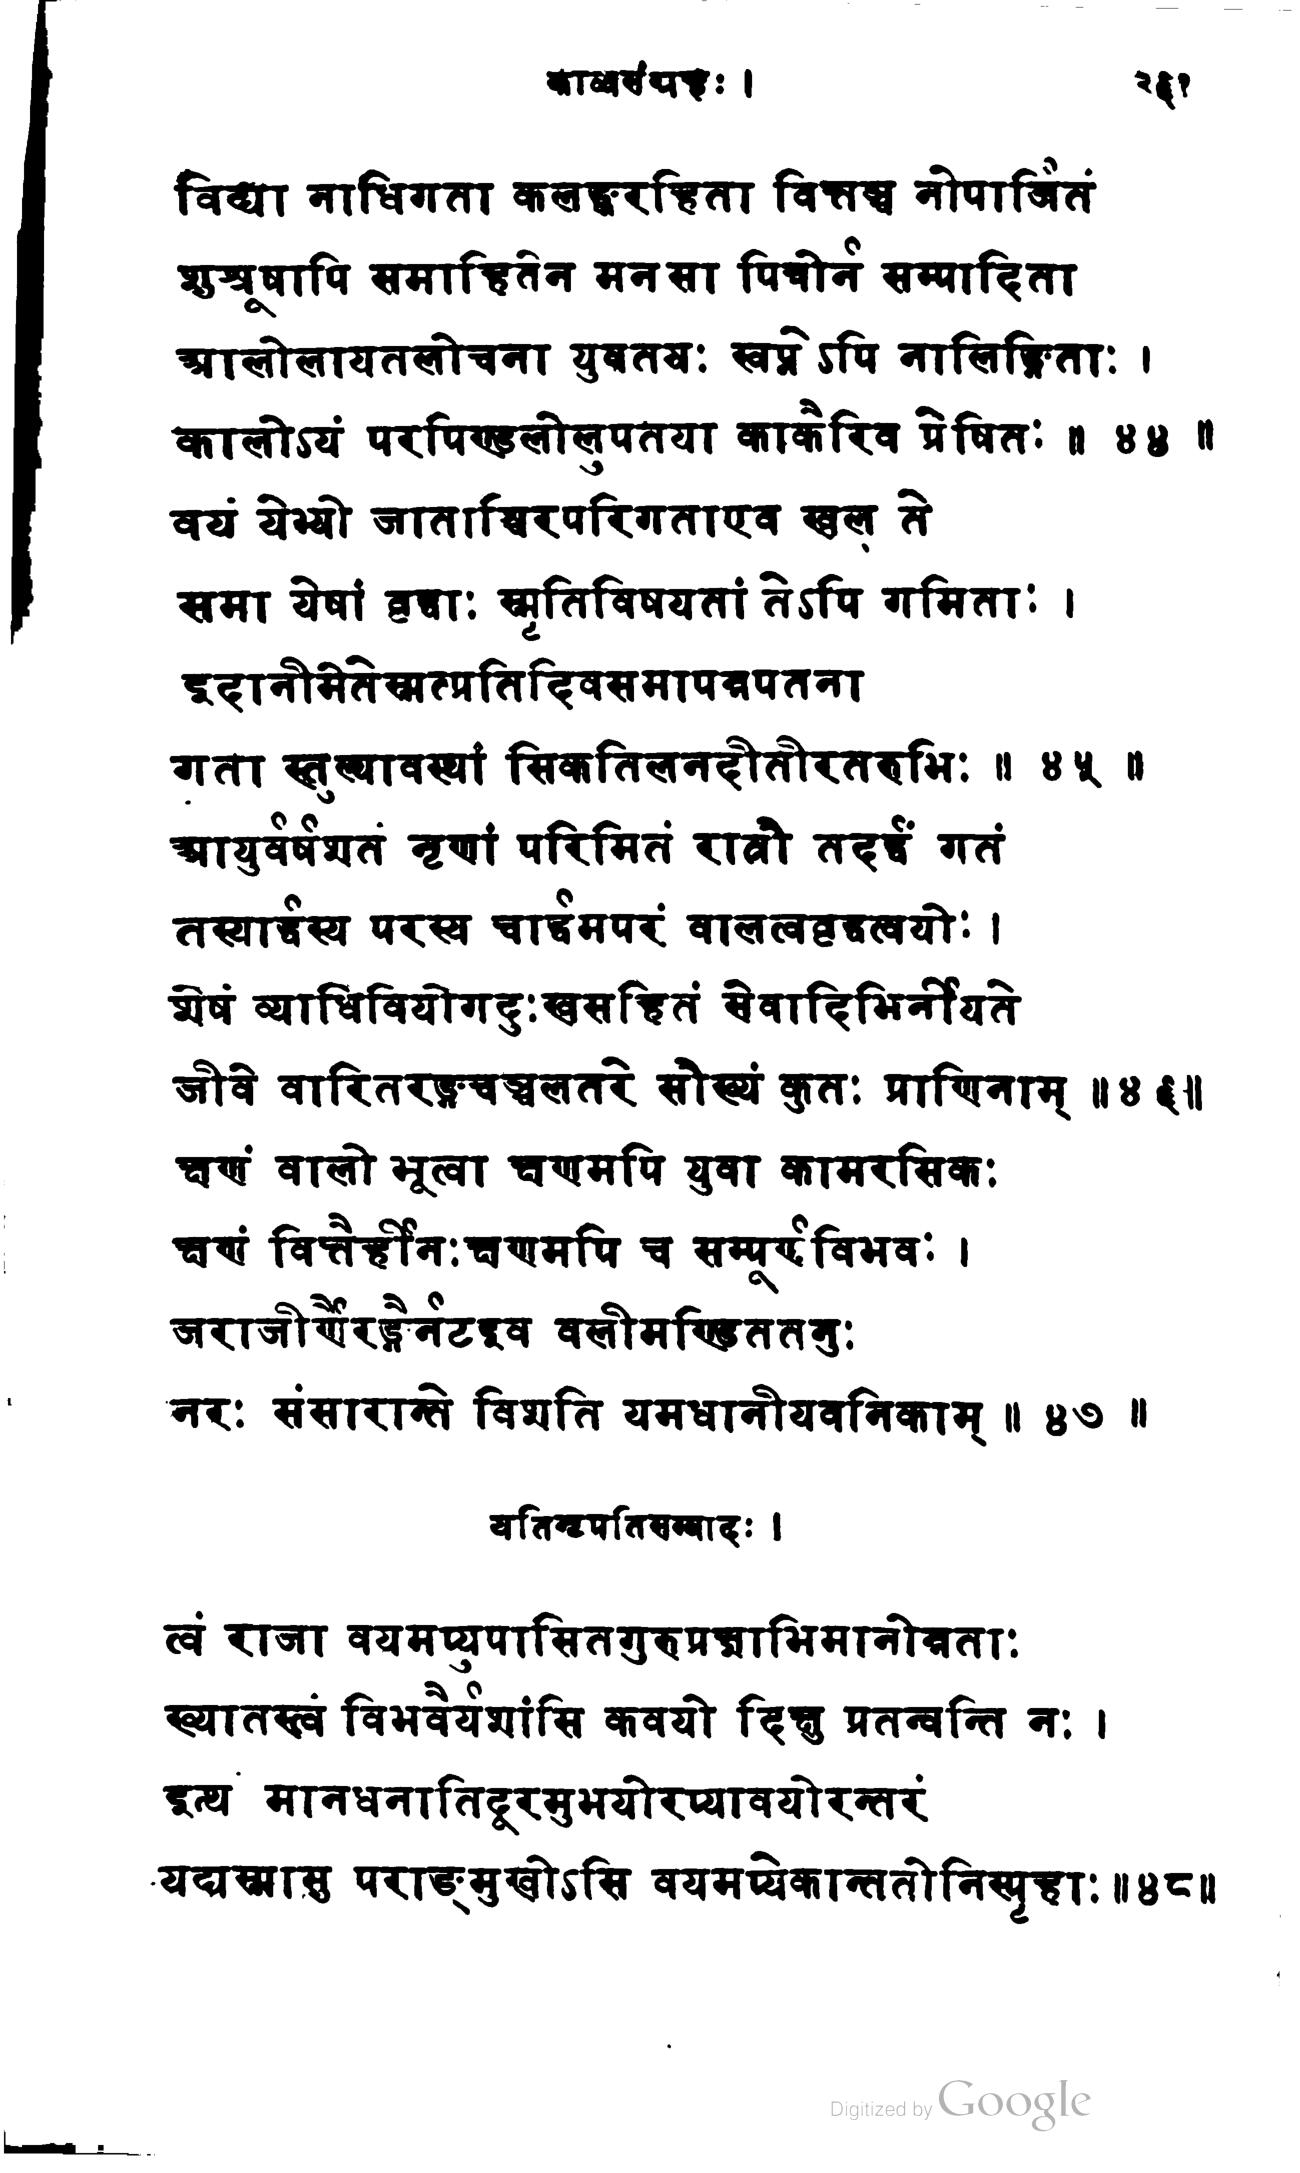 काव्यसंग्रहः । २६१
विद्या नाधिगता कलङ्करहिता वित्तञ्च नोपार्जितं
शुश्रूषापि समाहितेन मनसा पित्रोर्न सम्पादिता
आलोलायतलोचना युवतयः स्वप्नेऽपि नालिङ्गिताः ।
कालोऽयं परपिण्डलोलुपतया काकैरिव प्रेषितः ॥ ४४ ॥
वयं येभ्यो जाताश्चिरपरिगताएव खलु ते
समा येषां वृद्धाः स्मृतिविषयतां तेऽपि गमिताः ।
इदानीमेतेस्मत्प्रतिदिवसमापन्नपतना
गता स्तुल्यावस्थां सिकतिलनदीतीरतरुभिः ॥ ४५ ॥
आयुर्वर्षशतं नृणां परिमितं रात्रौ तदर्द्धं गतं
तस्यार्द्धस्य परस्य चार्द्धमपरं वालत्ववृद्धत्वयोः ।
शेषं व्याधिवियोगदुःखसहितं सेवादिभिर्नीयते
जीवे वारितरङ्गचञ्चलतरे सौख्यं कुतः प्राणिनाम् ॥ ४६ ॥
क्षणं वालो भूत्वा क्षणमपि युवा कामरसिकः
क्षणं वित्तैर्हीनः क्षणमपि च सम्पूर्णविभवः ।
जराजीर्णैरङ्गैर्नटइव वलीमण्डिततनुः
नरः संसारान्ते विशति यमधानीयवनिकाम् ॥ ४७ ॥
यतिनृपतिसम्वादः ।
त्वं राजा वयमप्युपासितगुरुप्रज्ञाभिमानोन्नताः
ख्यातस्त्वं विभवैर्यशांसि कवयो दिक्षु प्रतन्वन्ति नः ।
इत्थं मानधनातिदूरमुभयोरप्यावयोरन्तरं
यद्यस्मासु पराङ्मुखोऽसि वयमप्येकान्ततोनिस्पृहाः ॥ ४८ ॥
Digitized by Google